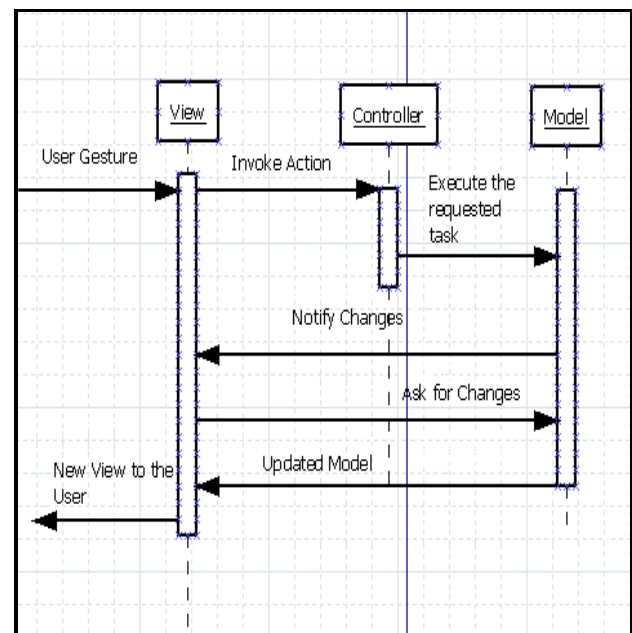 View
Controller
Model
User Gesture
Invoke Action
Execute the
requested
task
Notify Changes
Ask for Changes
Updated Model
New View to the
User